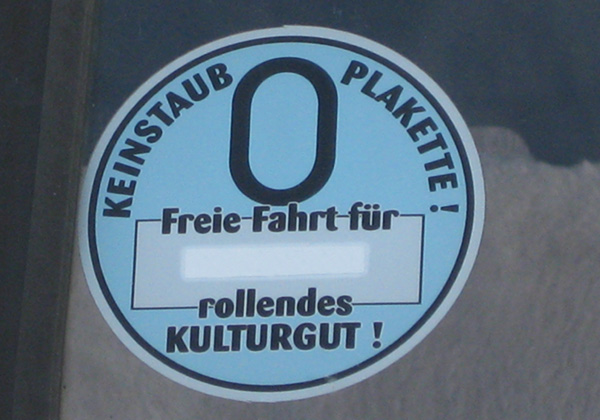 KEINSTAUB PLAKETTE !
0
Freie Fahrt für
rollendes
KULTURGUT !